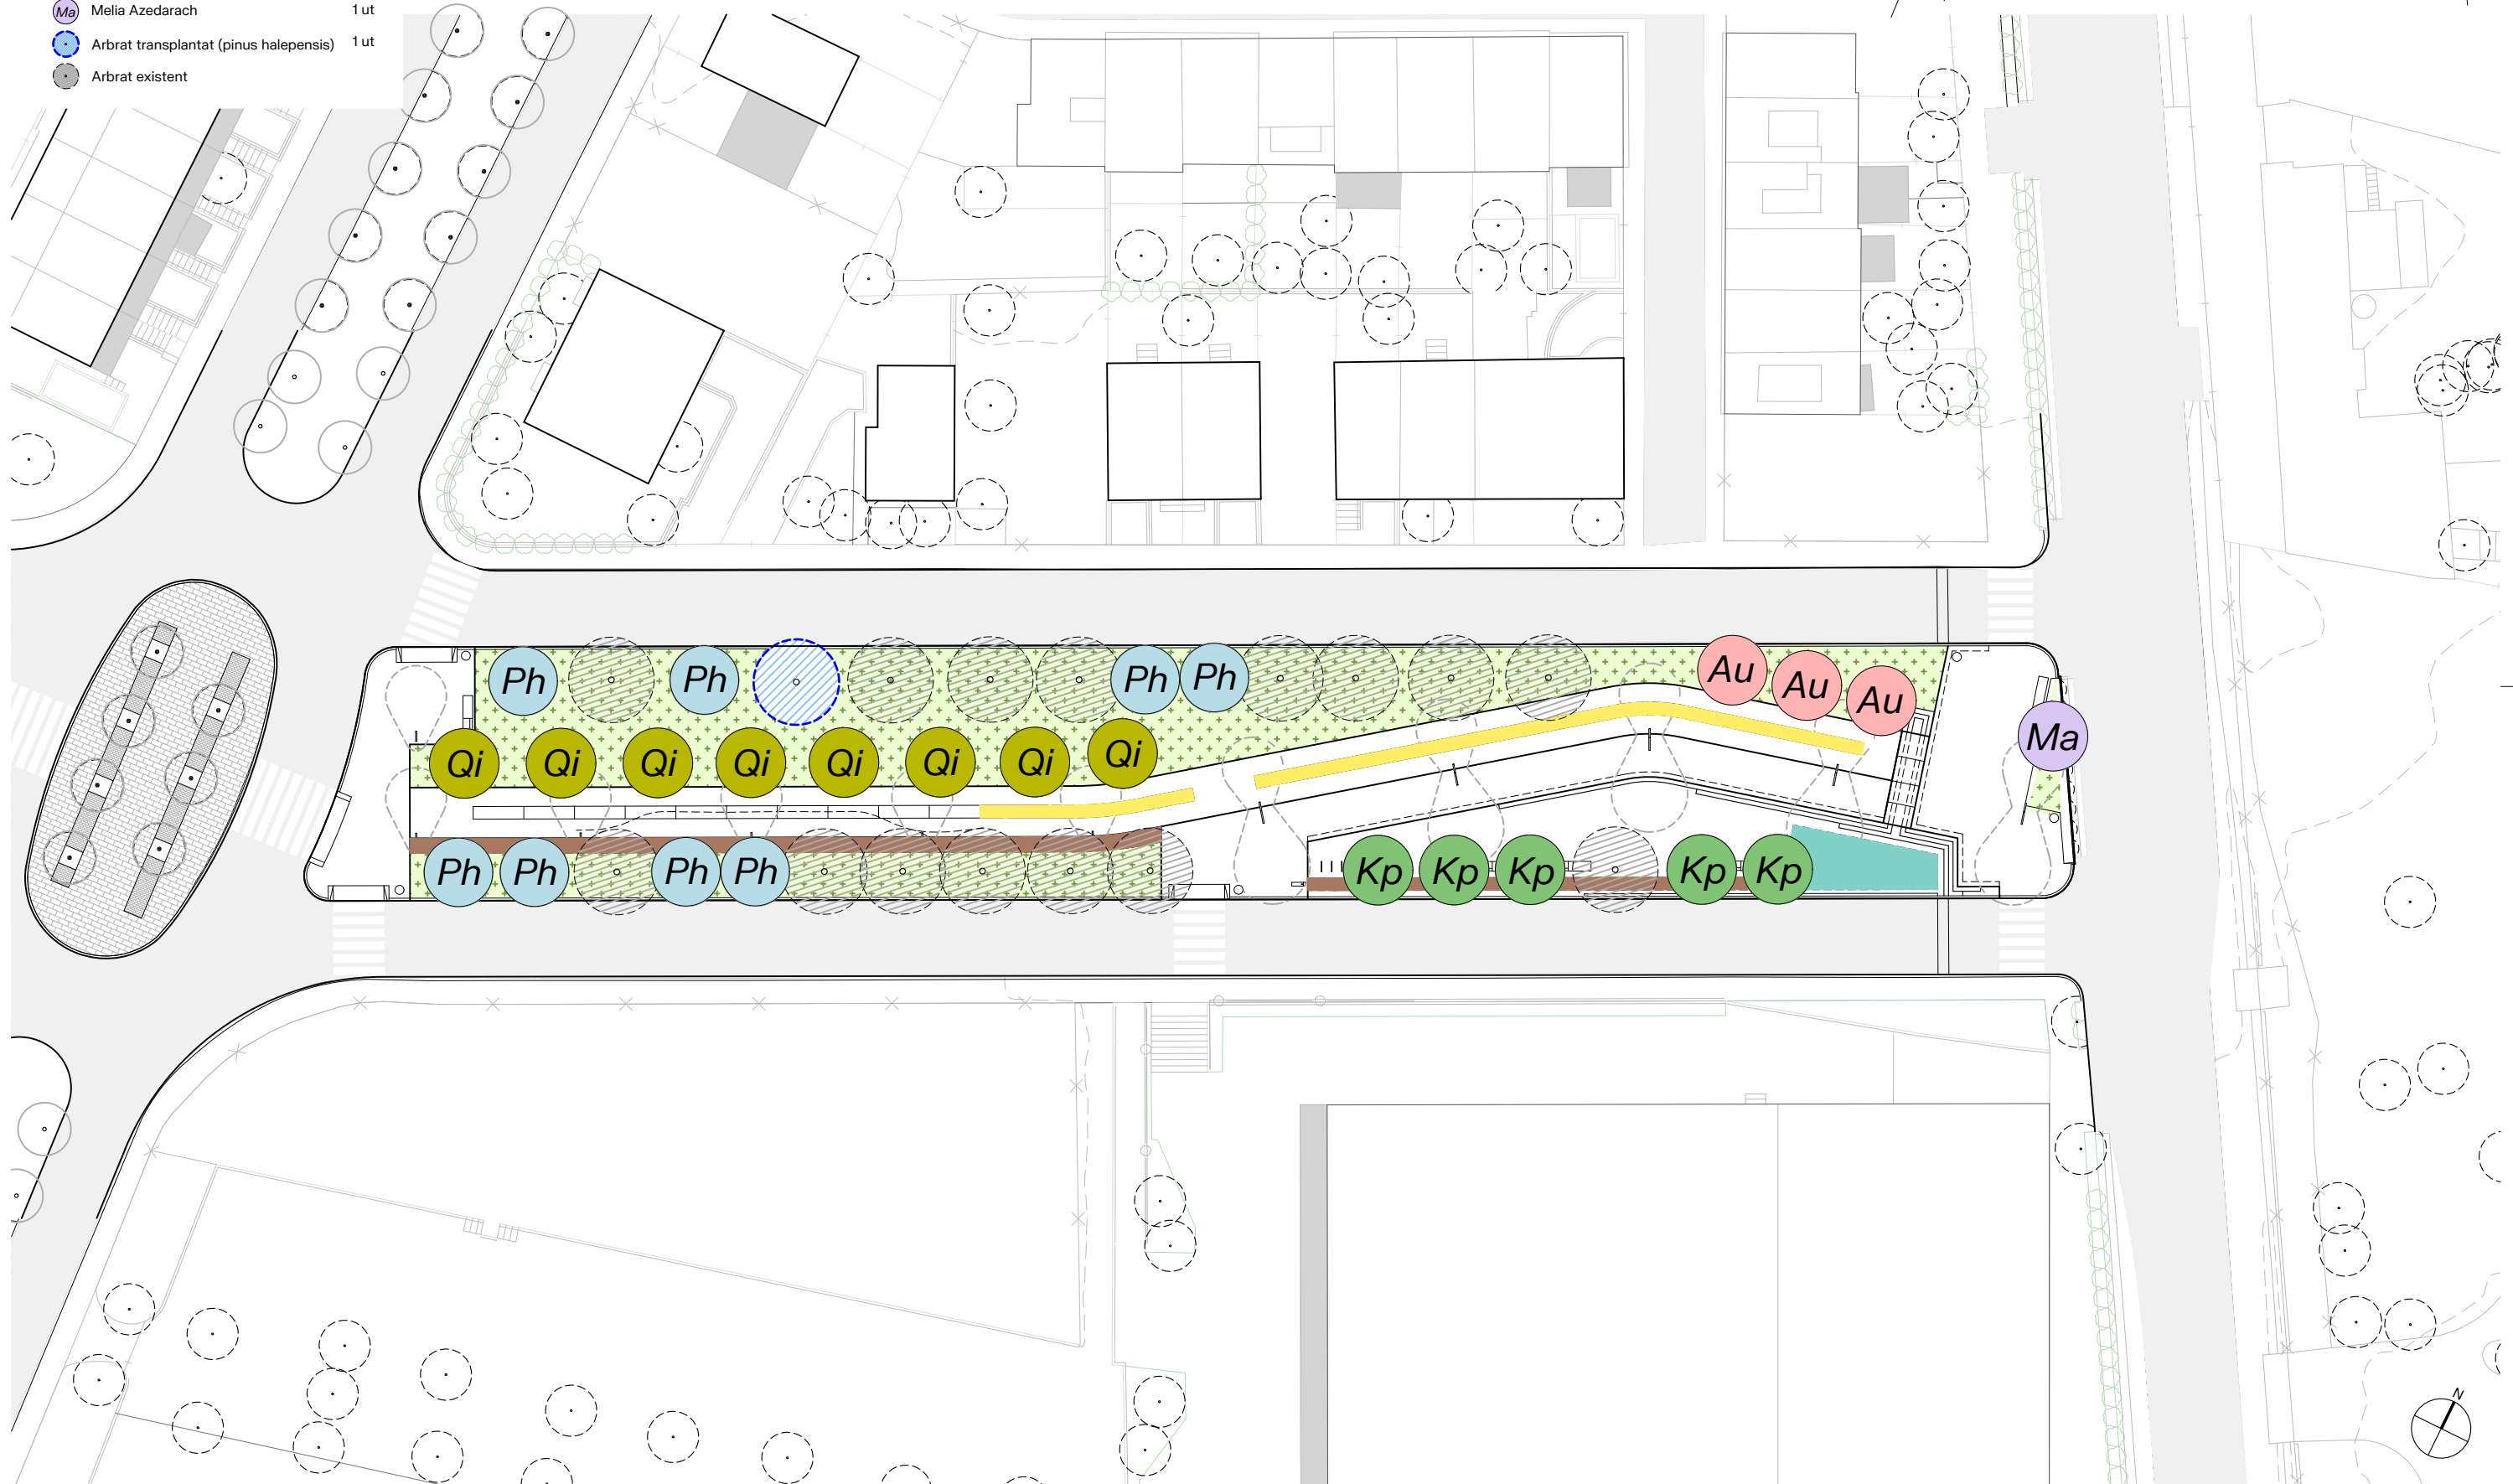 Ma Melia Azedarach 1 ut
Arbrat transplantat (pinus halepensis) 1 ut
Arbrat existent
Ph Ph Ph Ph Au Au Au
Ma
Qi Qi Qi Qi Qi Qi Qi Qi
Ph Ph Ph Ph Kp Kp Kp Kp Kp
N